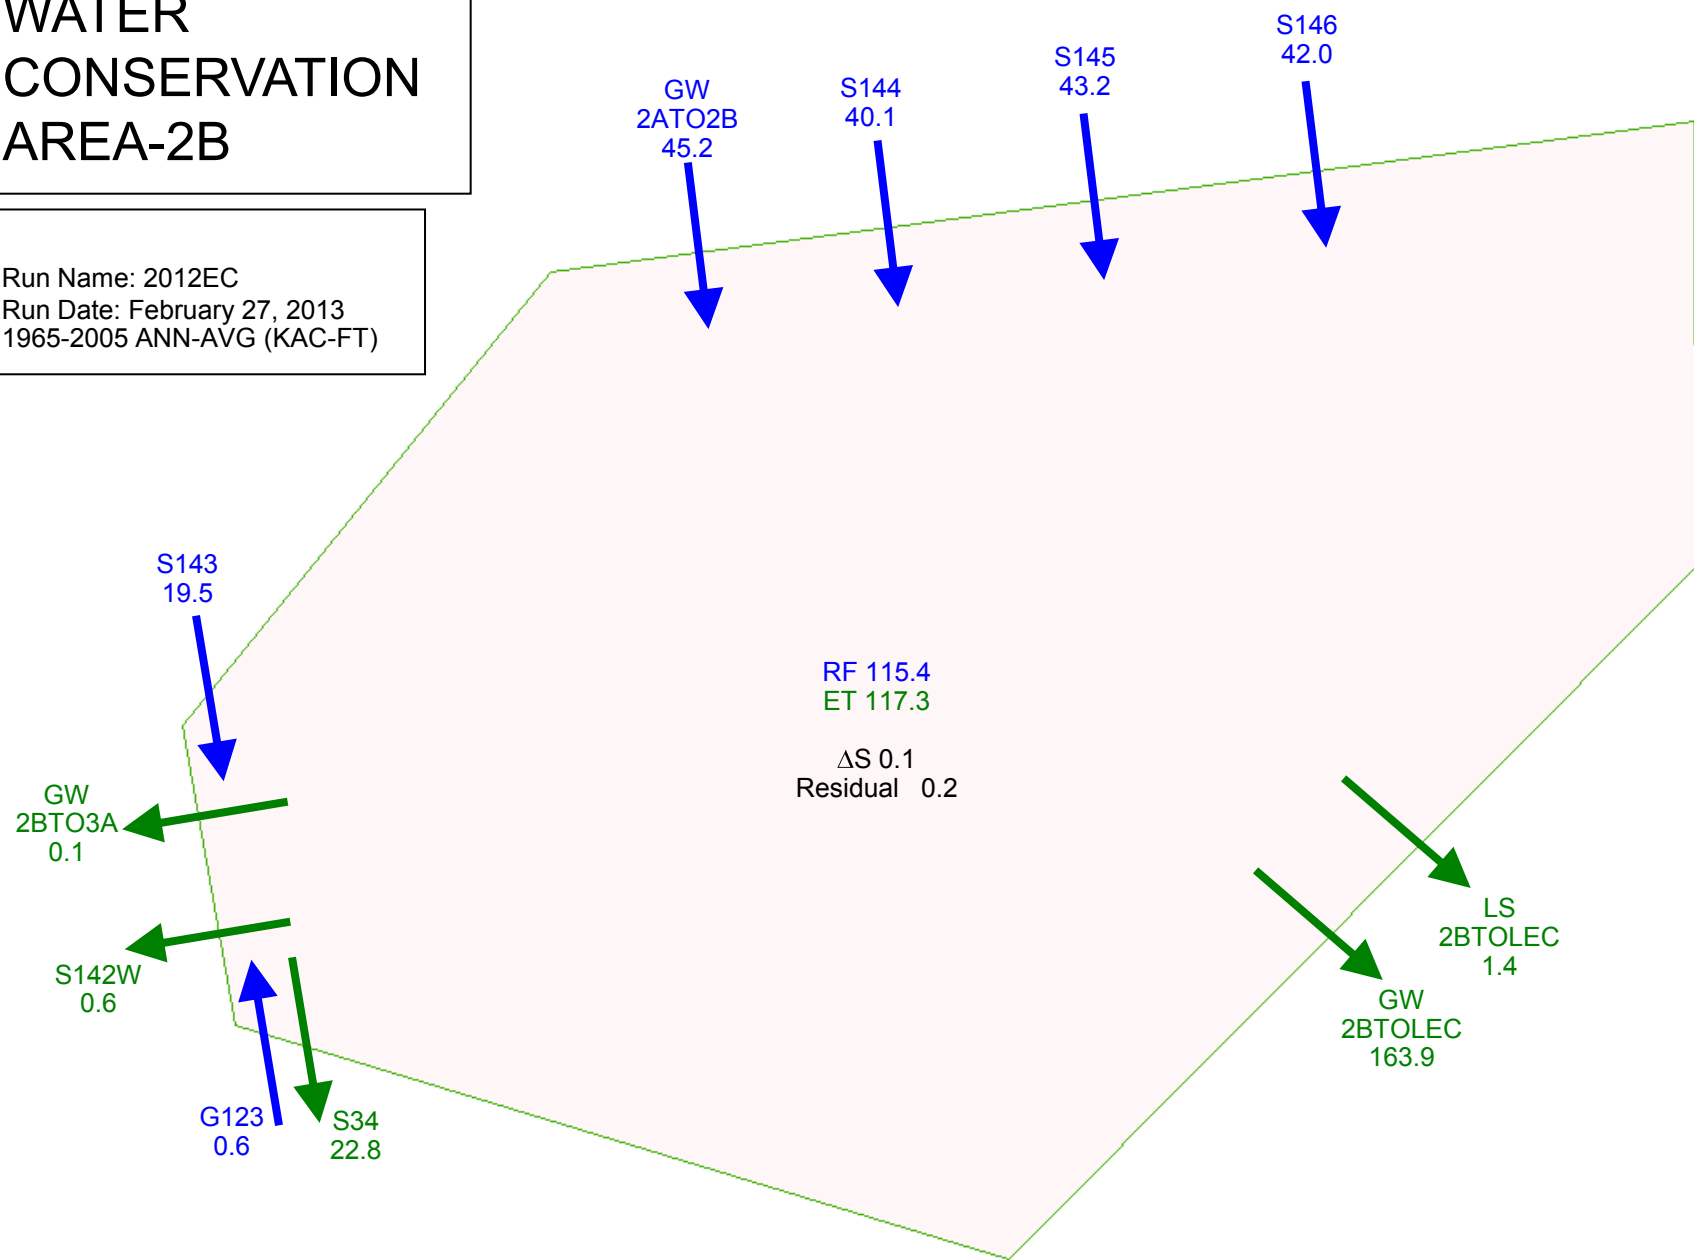 WATER
CONSERVATION
AREA-2B
Run Name: 2012EC
Run Date: February 27, 2013
1965-2005 ANN-AVG (KAC-FT)
GW
2ATO2B
45.2
S144
40.1
S145
43.2
S146
42.0
S143
19.5
RF 115.4
ET 117.3
ΔS 0.1
Residual 0.2
GW
2BTO3A
0.1
S142W
0.6
G123
0.6
S34
22.8
LS
2BTOLEC
1.4
GW
2BTOLEC
163.9